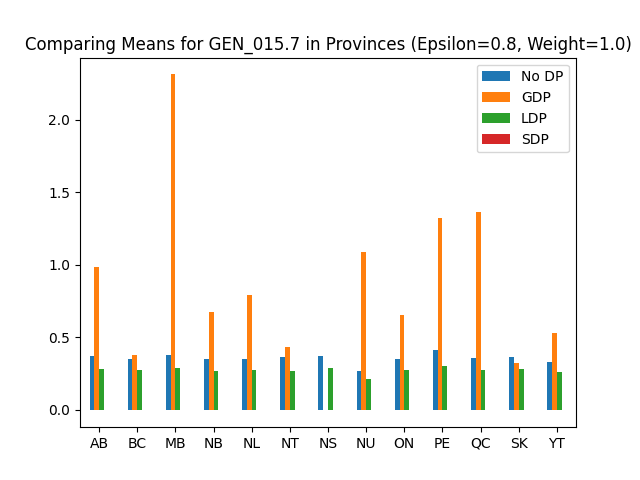 Comparing Means for GEN_015.7 in Provinces (Epsilon=0.8, Weight=1.0)
No DP
GDP
LDP
SDP
2.0
1.5
1.0
0.5
0.0
AB BC MB NB NL NT NS NU ON PE QC SK YT